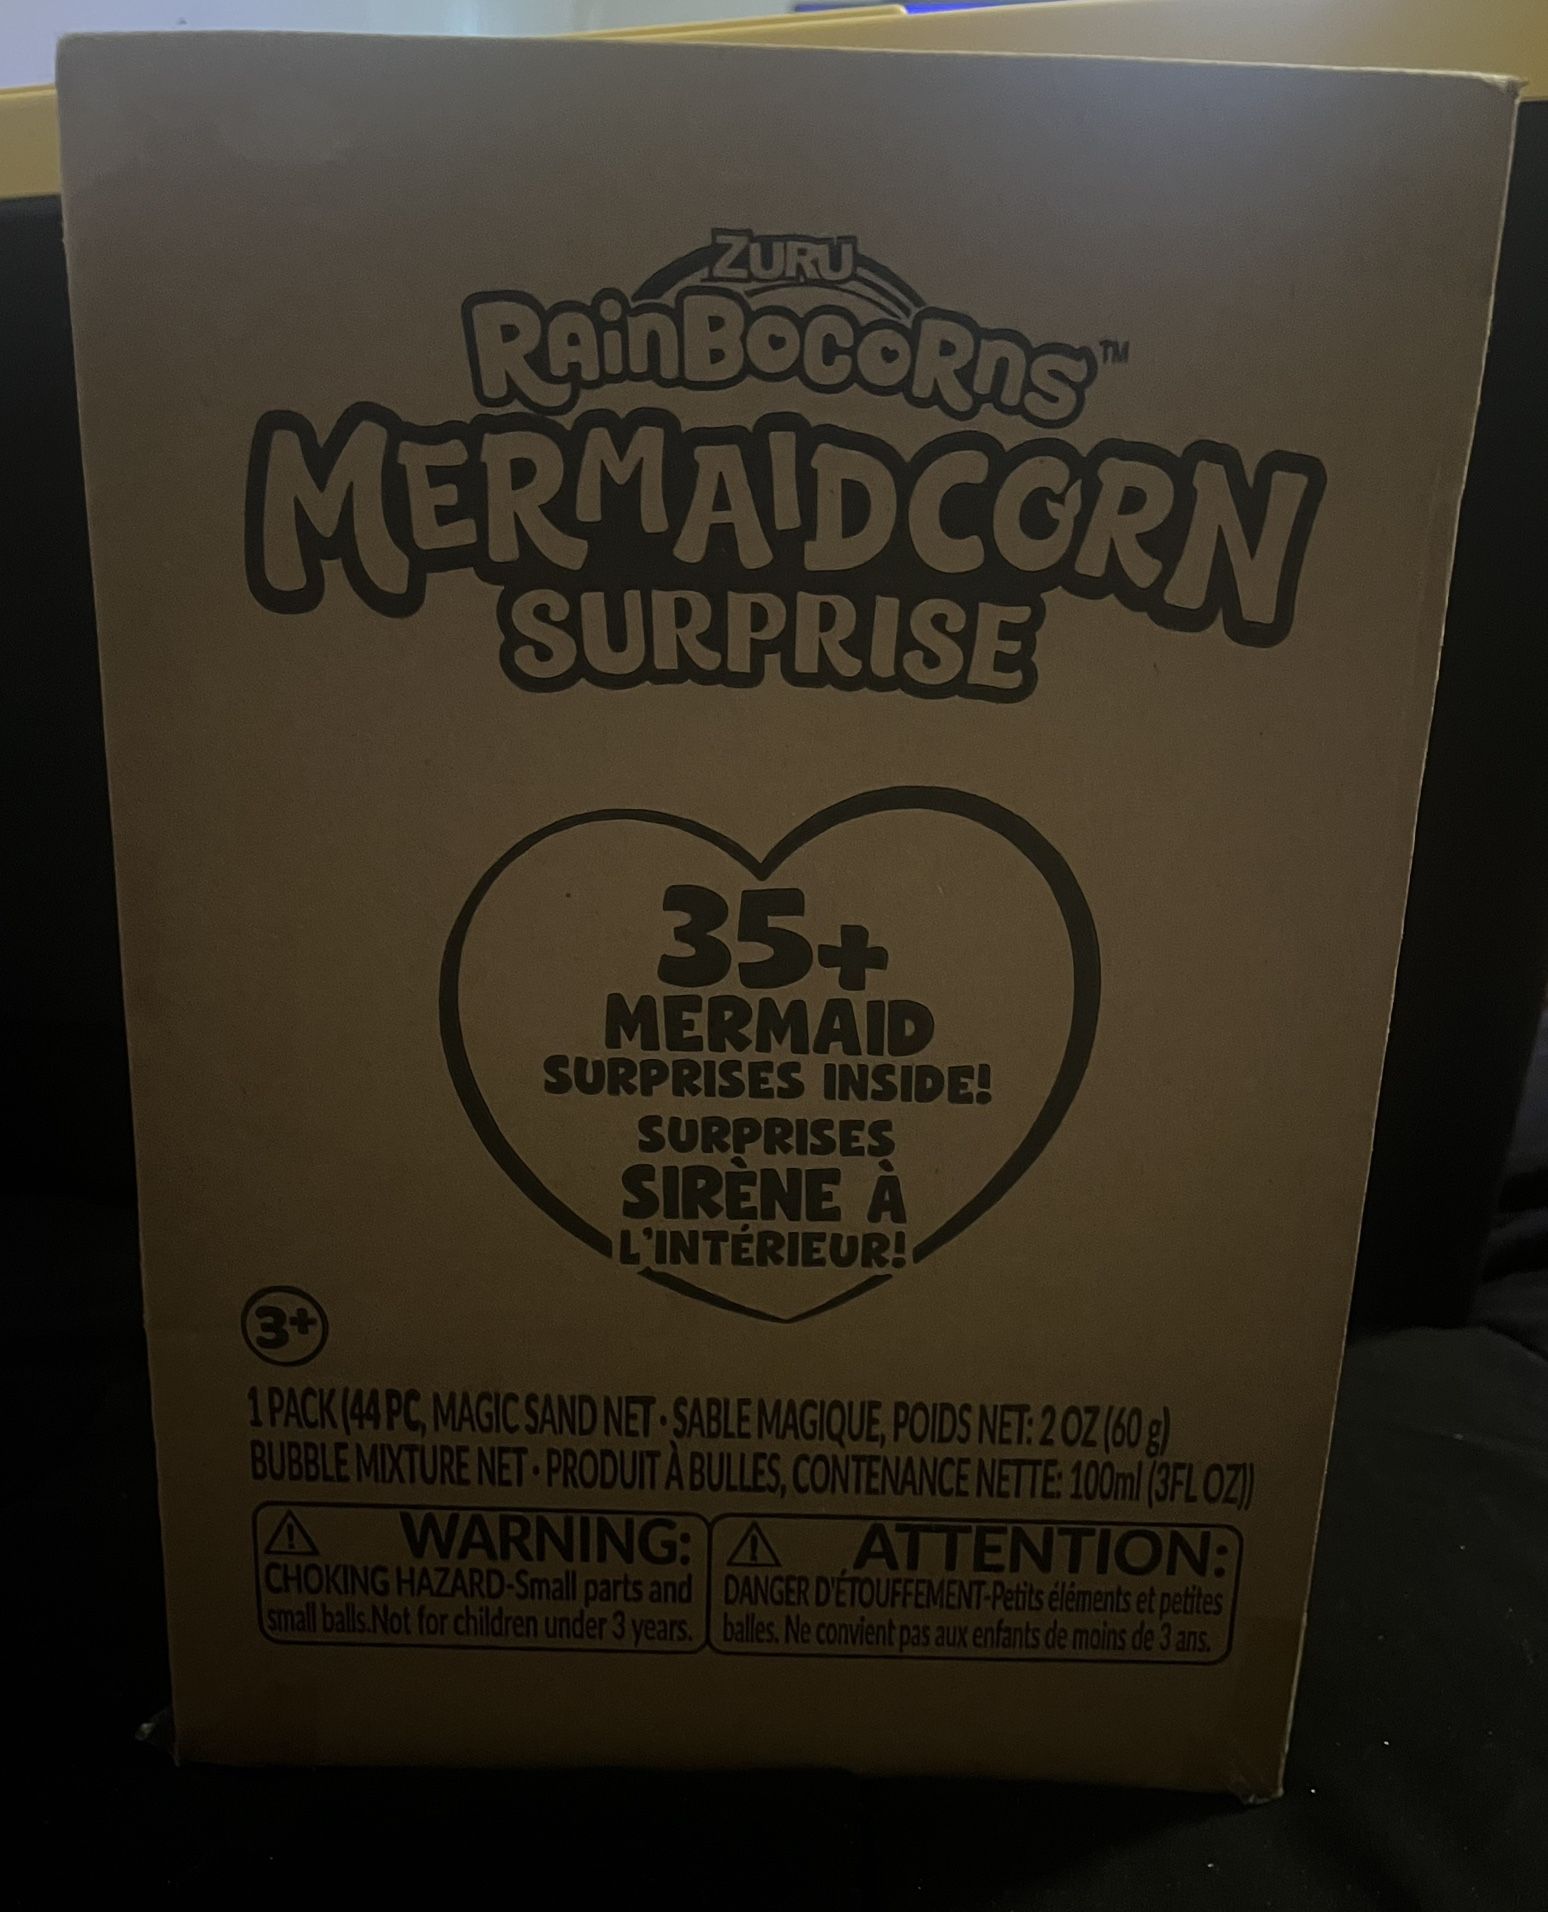 ZURU
RainBocoRns™
MERMAIDCORN
SURPRISE
35+
MERMAID
SURPRISES INSIDE!
SURPRISES
SIRÈNE À
L'INTÉRIEUR!
3+
1 PACK (44 PC, MAGIC SAND NET · SABLE MAGIQUE, POIDS NET: 2 OZ (60 g)
BUBBLE MIXTURE NET · PRODUIT À BULLES, CONTENANCE NETTE: 100ml (3FL OZ))
WARNING:
CHOKING HAZARD-Small parts and
small balls.Not for children under 3 years.
ATTENTION:
DANGER D'ÉTOUFFEMENT-Petits éléments et petites
balles. Ne convient pas aux enfants de moins de 3 ans.